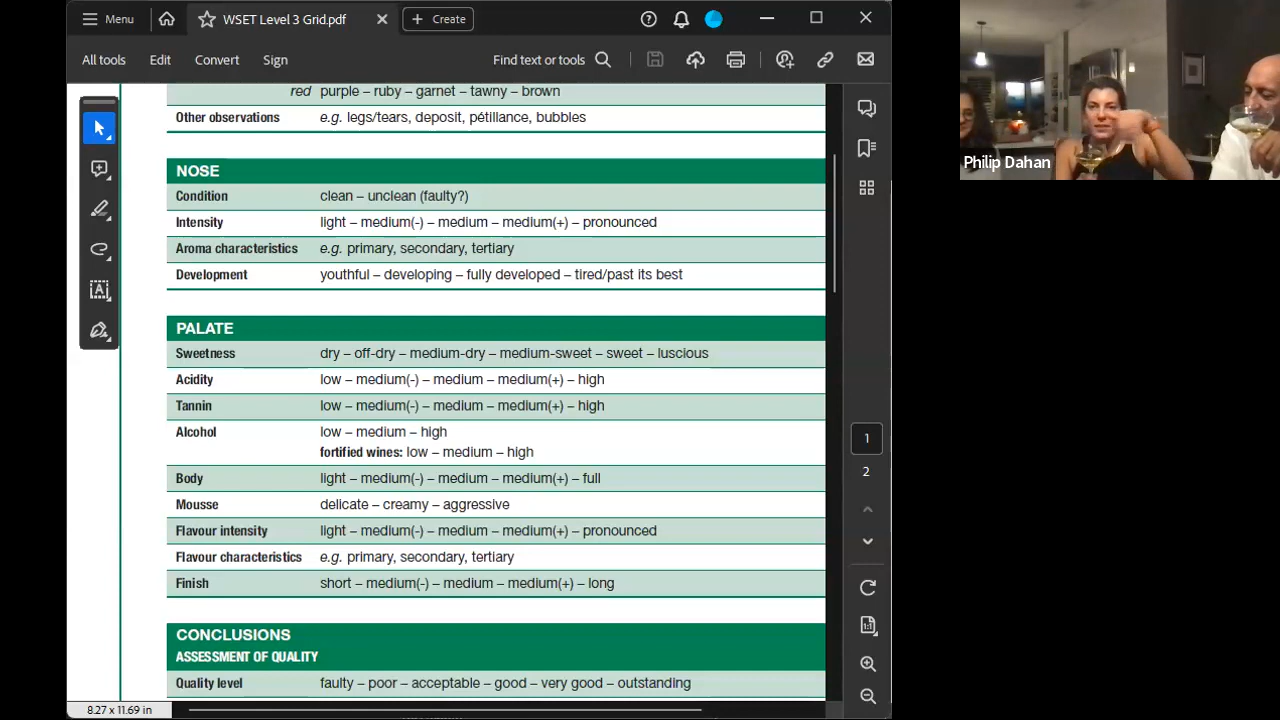 Menu
WSET Level 3 Grid.pdf
+ Create
All tools
Edit
Convert
Sign
Find text or tools
red purple – ruby – garnet – tawny – brown
Other observations e.g. legs/tears, deposit, pétillance, bubbles
NOSE
Condition clean – unclean (faulty?)
Intensity light – medium(-) – medium – medium(+) – pronounced
Aroma characteristics e.g. primary, secondary, tertiary
Development youthful – developing – fully developed – tired/past its best
PALATE
Sweetness dry – off-dry – medium-dry – medium-sweet – sweet – luscious
Acidity low – medium(-) – medium – medium(+) – high
Tannin low – medium(-) – medium – medium(+) – high
Alcohol low – medium – high
fortified wines: low – medium – high
Body light – medium(-) – medium – medium(+) – full
Mousse delicate – creamy – aggressive
Flavour intensity light – medium(-) – medium – medium(+) – pronounced
Flavour characteristics e.g. primary, secondary, tertiary
Finish short – medium(-) – medium – medium(+) – long
CONCLUSIONS
ASSESSMENT OF QUALITY
Quality level faulty – poor – acceptable – good – very good – outstanding
8.27 x 11.69 in
1
2
1:1
Philip Dahan